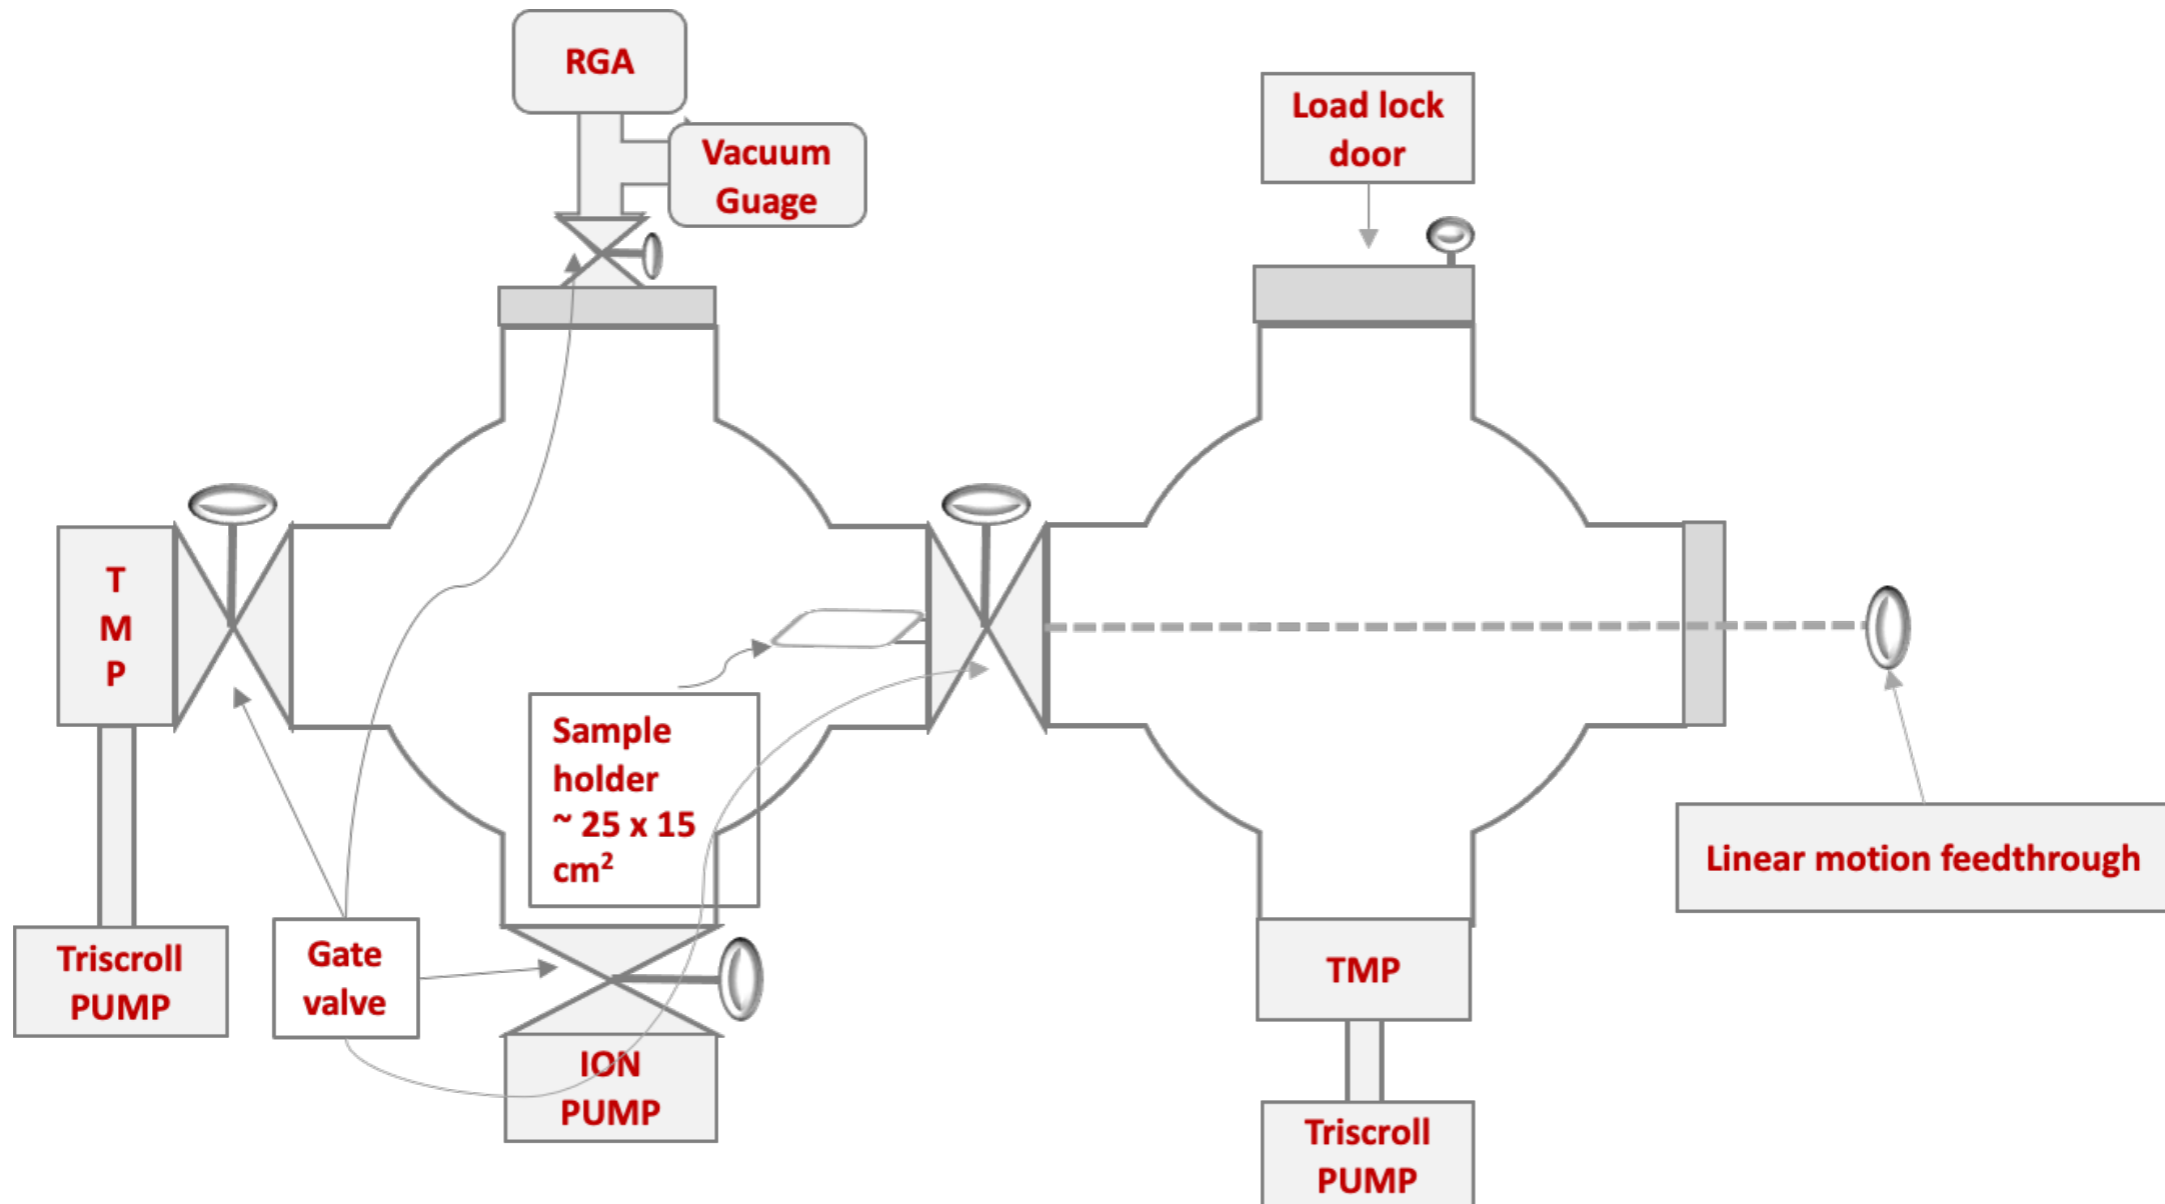 RGA
Vacuum
Guage
Load lock
door
T
M
P
Sample
holder
~ 25 x 15
cm²
Linear motion feedthrough
Triscroll
PUMP
Gate
valve
TMP
ION
PUMP
Triscroll
PUMP